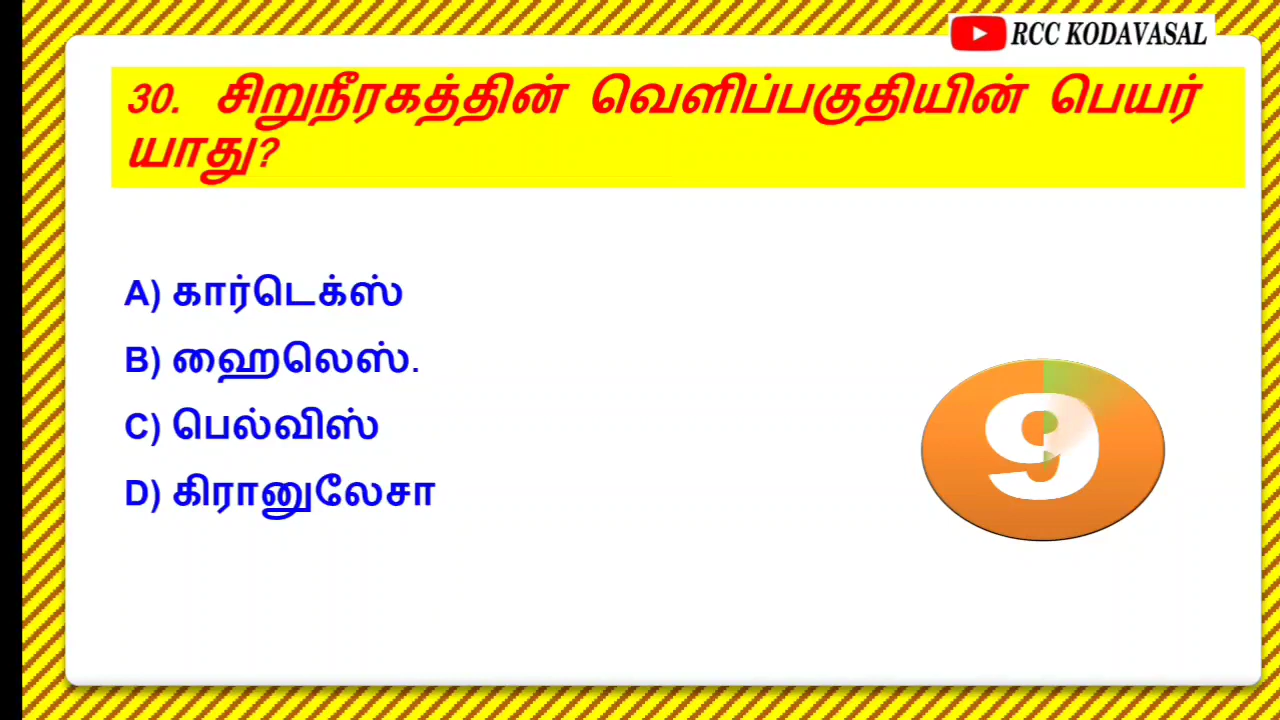 RCC KODAVASAL
30. சிறுநீரகத்தின் வெளிப்பகுதியின் பெயர்
யாது?
A) கார்டெக்ஸ்
B) ஹைலெஸ்.
C) பெல்விஸ்
D) கிரானுலேசா
9